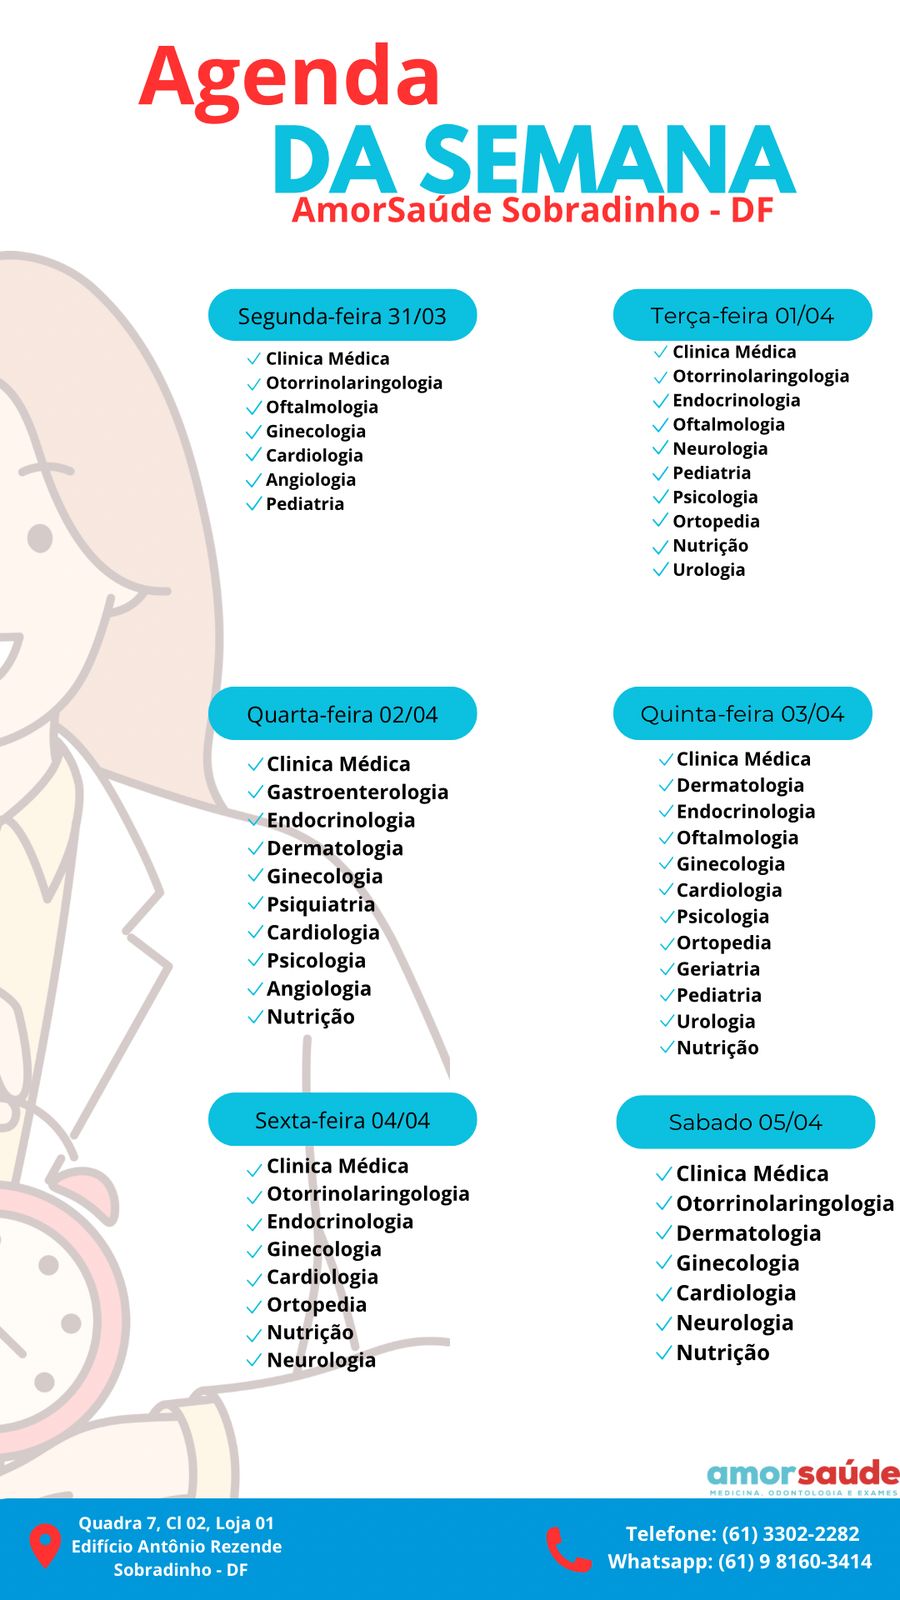 Agenda
DA SEMANA
AmorSaúde Sobradinho - DF
Segunda-feira 31/03
Clinica Médica
Otorrinolaringologia
Oftalmologia
Ginecologia
Cardiologia
Angiologia
Pediatria
Terça-feira 01/04
Clinica Médica
Otorrinolaringologia
Endocrinologia
Oftalmologia
Neurologia
Pediatria
Psicologia
Ortopedia
Nutrição
Urologia
Quarta-feira 02/04
Clinica Médica
Gastroenterologia
Endocrinologia
Dermatologia
Ginecologia
Psiquiatria
Cardiologia
Psicologia
Angiologia
Nutrição
Quinta-feira 03/04
Clinica Médica
Dermatologia
Endocrinologia
Oftalmologia
Ginecologia
Cardiologia
Psicologia
Ortopedia
Geriatria
Pediatria
Urologia
Nutrição
Sexta-feira 04/04
Clinica Médica
Otorrinolaringologia
Endocrinologia
Ginecologia
Cardiologia
Ortopedia
Nutrição
Neurologia
Sabado 05/04
Clinica Médica
Otorrinolaringologia
Dermatologia
Ginecologia
Cardiologia
Neurologia
Nutrição
amorsaúde
MEDICINA, ODONTOLOGIA E EXAMES
Quadra 7, Cl 02, Loja 01
Edifício Antônio Rezende
Sobradinho - DF
Telefone: (61) 3302-2282
Whatsapp: (61) 9 8160-3414